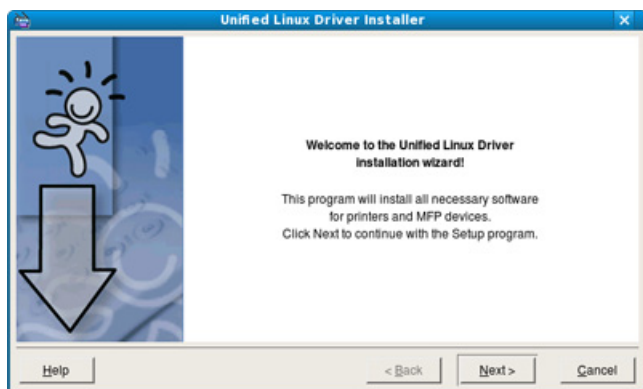 Unified Linux Driver Installer
Welcome to the Unified Linux Driver
installation wizard!
This program will install all necessary software
for printers and MFP devices.
Click Next to continue with the Setup program.
Help
< Back
Next >
Cancel